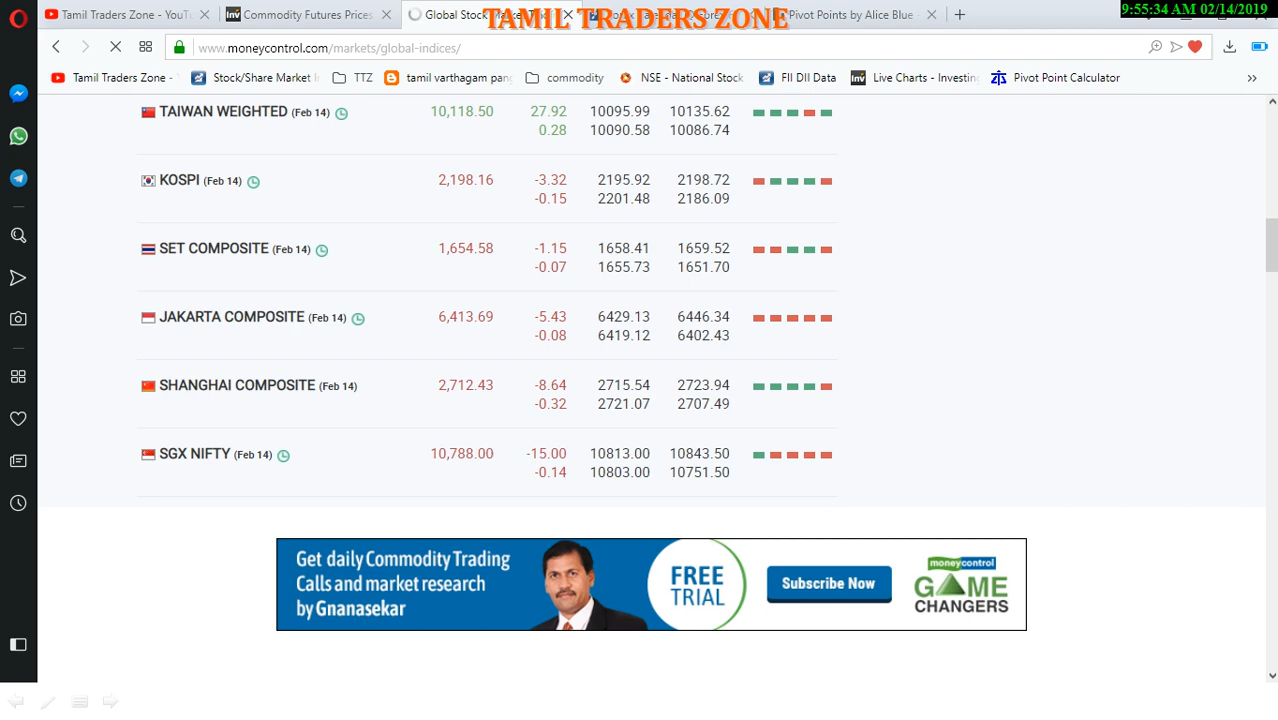 9:55:34 AM 02/14/2019
Tamil Traders Zone - YouT
Commodity Futures Prices
Global Stock
TAMIL TRADERS ZONE
Pivot Points by Alice Blue -
www.moneycontrol.com/markets/global-indices/
Tamil Traders Zone -
Stock/Share Market I
TTZ
tamil varthagam pan
commodity
NSE - National Stock
FII DII Data
Live Charts - Investin
Pivot Point Calculator
TAIWAN WEIGHTED (Feb 14) 10,118.50 27.92 10095.99 10135.62
0.28 10090.58 10086.74
KOSPI (Feb 14) 2,198.16 -3.32 2195.92 2198.72
-0.15 2201.48 2186.09
SET COMPOSITE (Feb 14) 1,654.58 -1.15 1658.41 1659.52
-0.07 1655.73 1651.70
JAKARTA COMPOSITE (Feb 14) 6,413.69 -5.43 6429.13 6446.34
-0.08 6419.12 6402.43
SHANGHAI COMPOSITE (Feb 14) 2,712.43 -8.64 2715.54 2723.94
-0.32 2721.07 2707.49
SGX NIFTY (Feb 14) 10,788.00 -15.00 10813.00 10843.50
-0.14 10803.00 10751.50
Get daily Commodity Trading
Calls and market research
by Gnanasekar
FREE
TRIAL
Subscribe Now
moneycontrol
GAME
CHANGERS